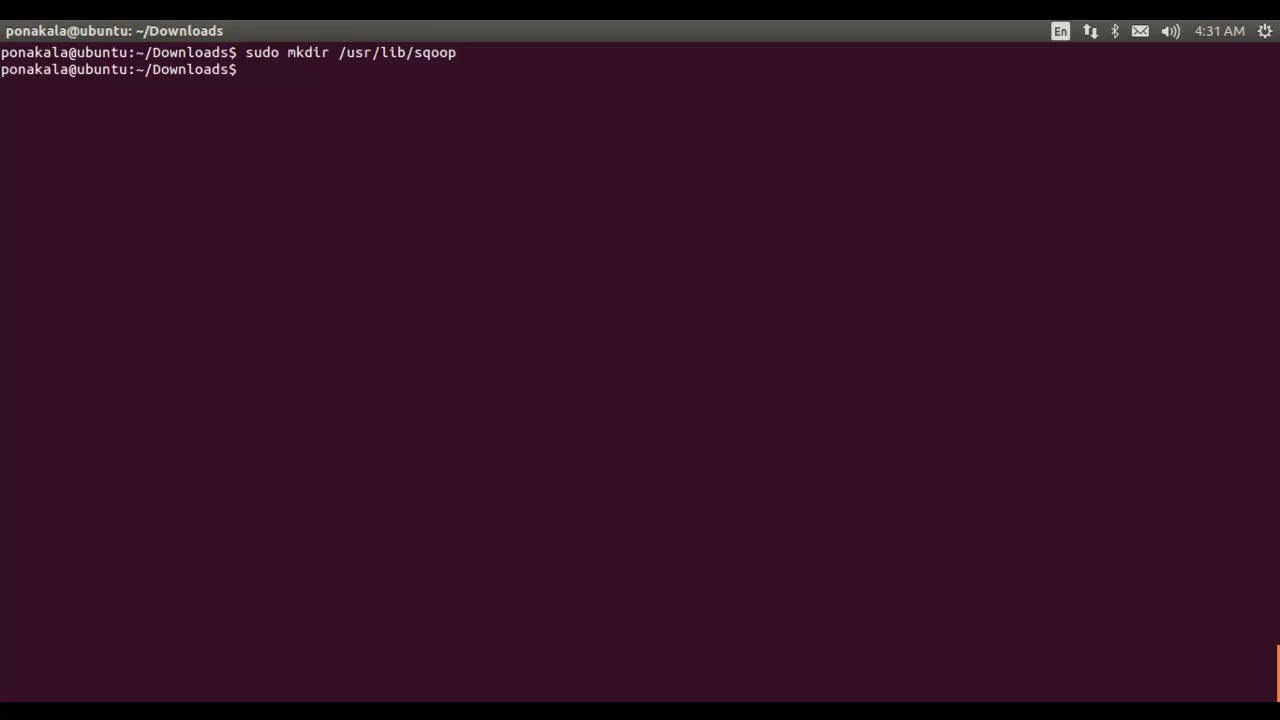 ponakala@ubuntu: ~/Downloads En 4:31 AM
ponakala@ubuntu:~/Downloads$ sudo mkdir /usr/lib/sqoop
ponakala@ubuntu:~/Downloads$